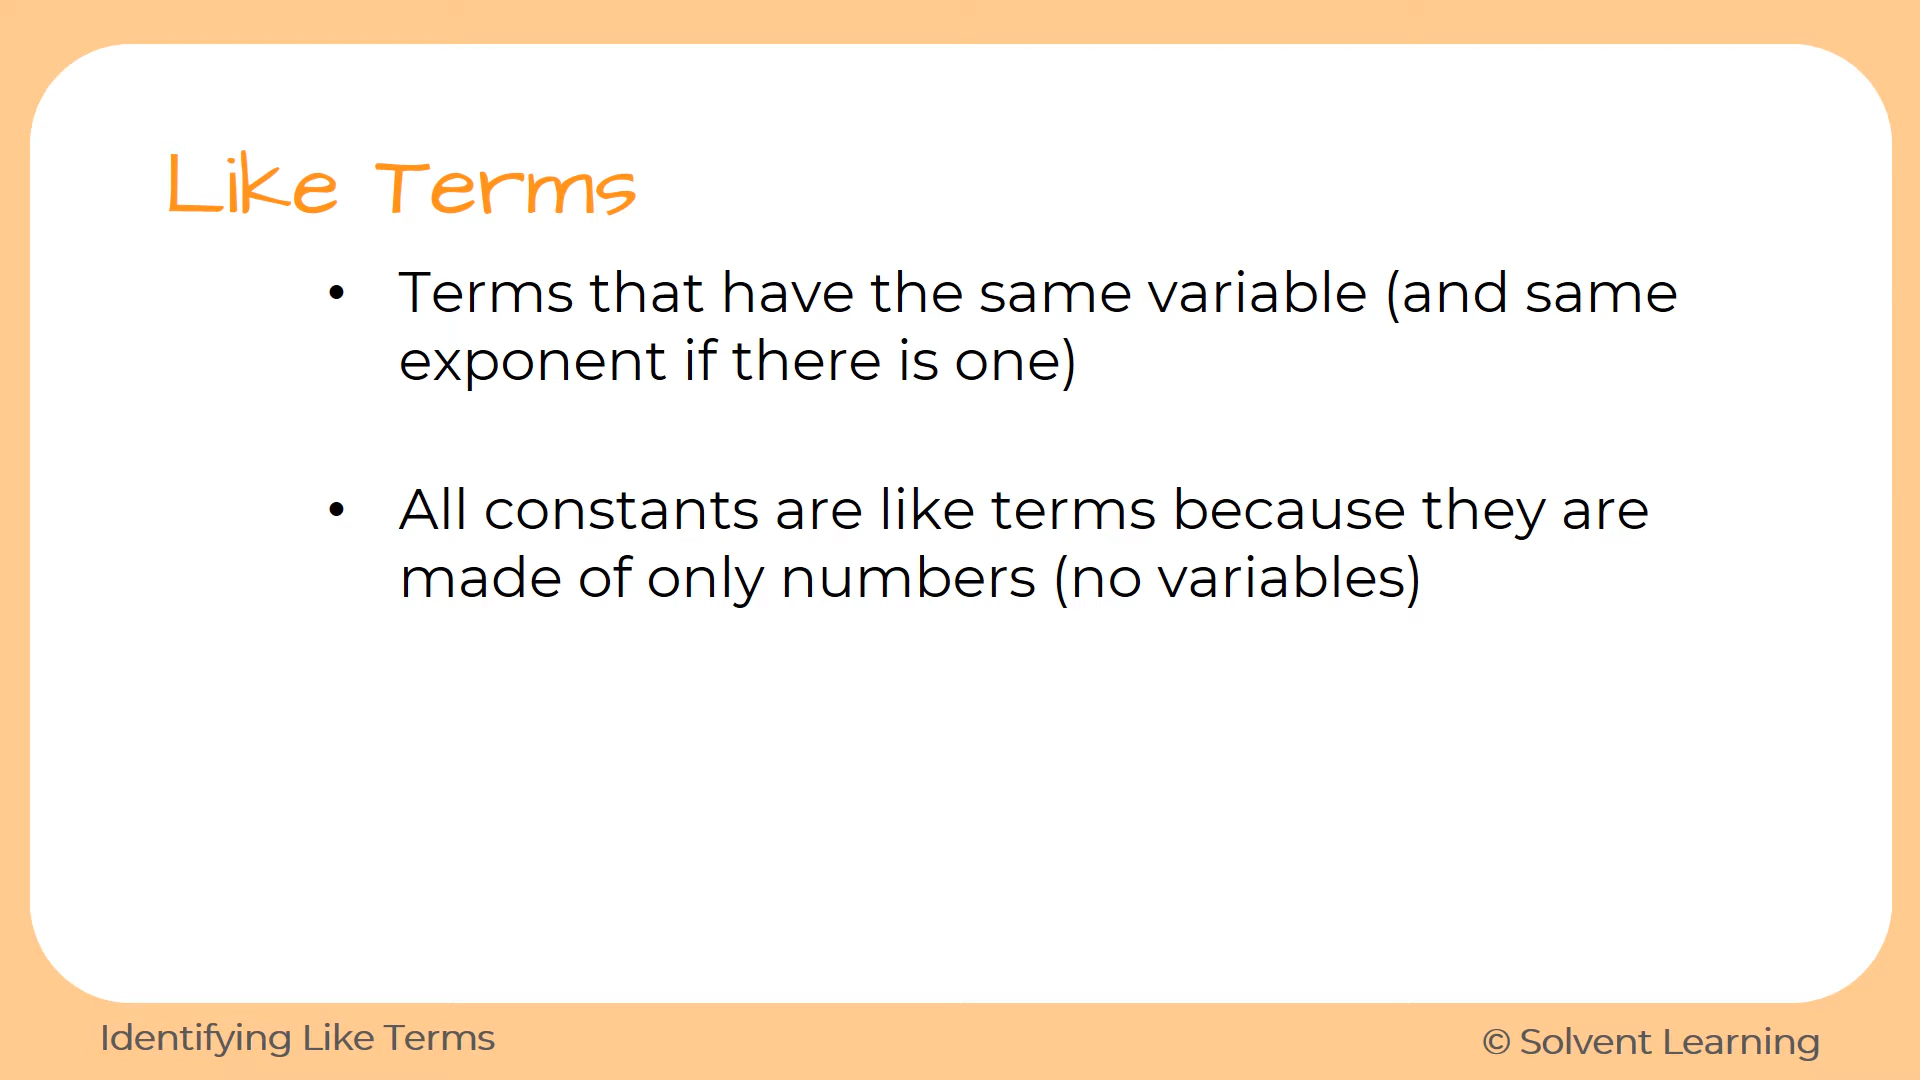 Like Terms
• Terms that have the same variable (and same
exponent if there is one)
• All constants are like terms because they are
made of only numbers (no variables)
Identifying Like Terms
© Solvent Learning